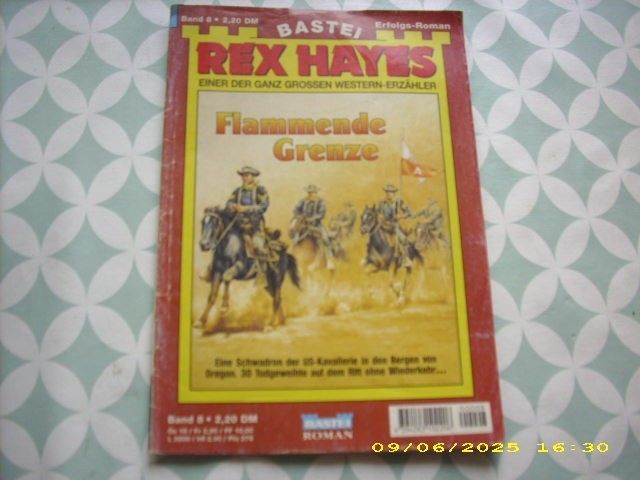 Band 8 • 2,20 DM
BASTEI
Erfolgs-Roman
REX HAYES
EINER DER GANZ GROSSEN WESTERN-ERZÄHLER
Flammende
Grenze
A
Eine Schwadron der US-Kavallerie in den Bergen von
Oregon. 30 Todgeweihte auf dem Ritt ohne Wiederkehr...
Band 8 • 2,20 DM
BASTEI
ROMAN
09/06/2025 16:30